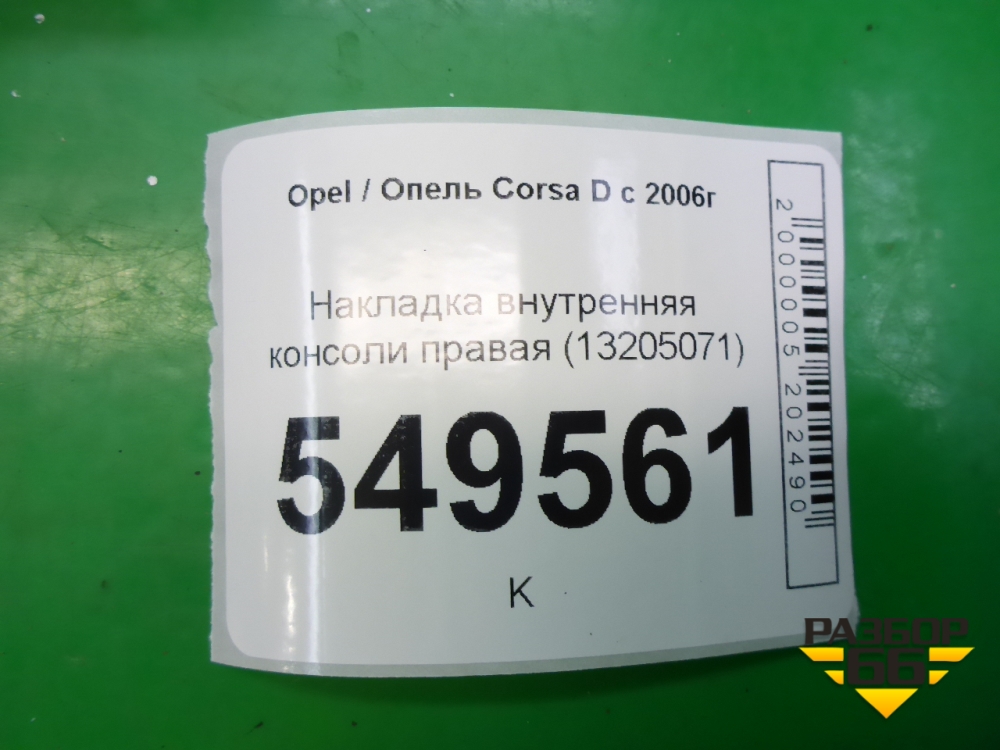 Opel / Опель Corsa D с 2006г
Накладка внутренняя
консоли правая (13205071)
549561
К
2000005202490
РАЗБОР
66